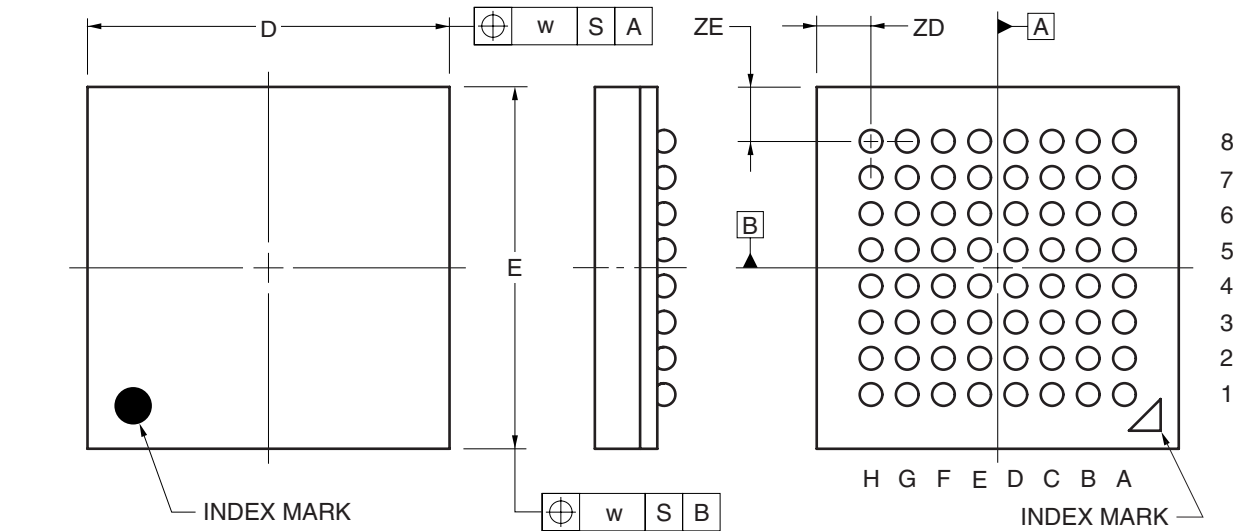 D
⌖ w S A
ZE
ZD
A
8
7
6
5
4
3
2
1
B
E
H G F E D C B A
INDEX MARK
⌖ w S B
INDEX MARK